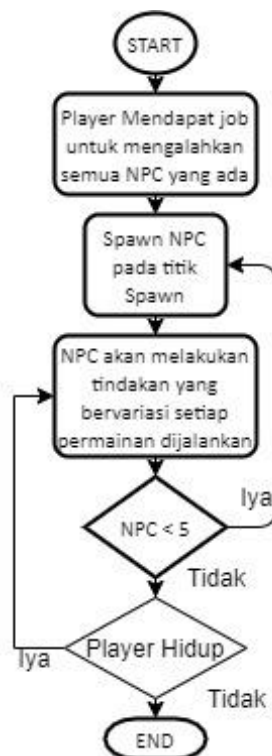 START
Player Mendapat job
untuk mengalahkan
semua NPC yang ada
Spawn NPC
pada titik
Spawn
NPC akan melakukan
tindakan yang
bervariasi setiap
permainan dijalankan
NPC < 5
Iya
Tidak
Player Hidup
Iya
Tidak
END